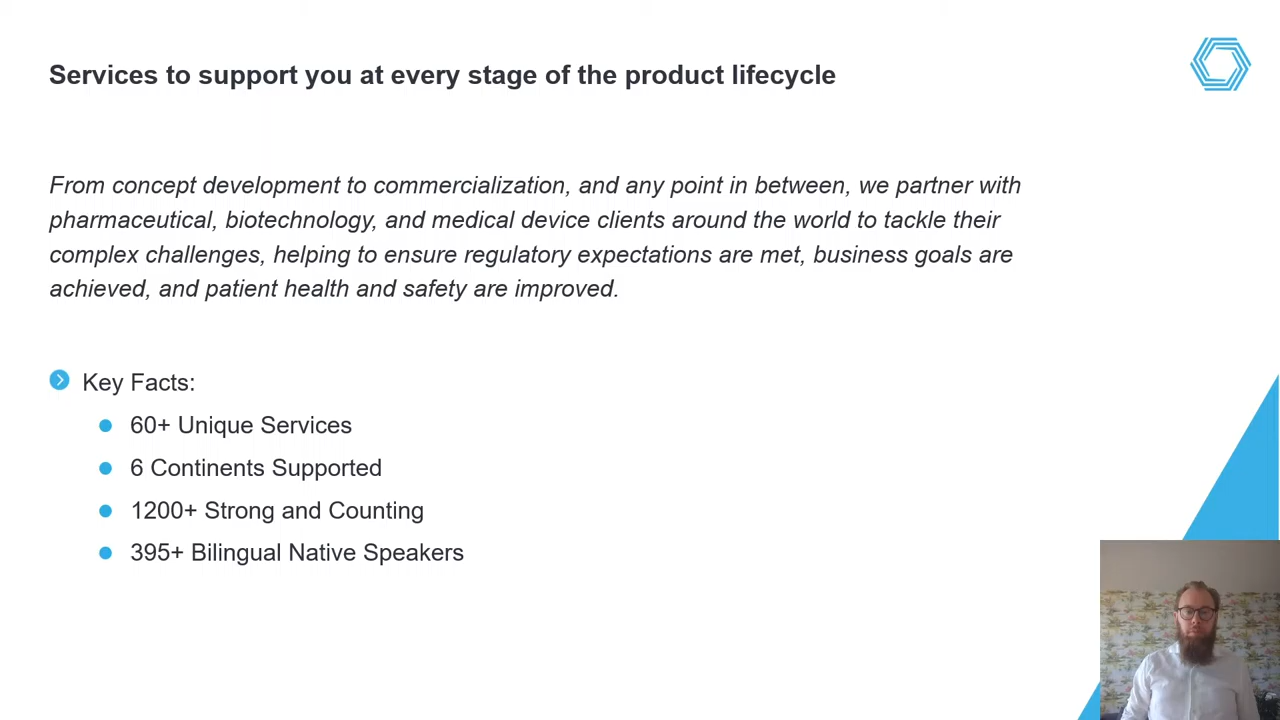 Services to support you at every stage of the product lifecycle
From concept development to commercialization, and any point in between, we partner with
pharmaceutical, biotechnology, and medical device clients around the world to tackle their
complex challenges, helping to ensure regulatory expectations are met, business goals are
achieved, and patient health and safety are improved.
Key Facts:
60+ Unique Services
6 Continents Supported
1200+ Strong and Counting
395+ Bilingual Native Speakers